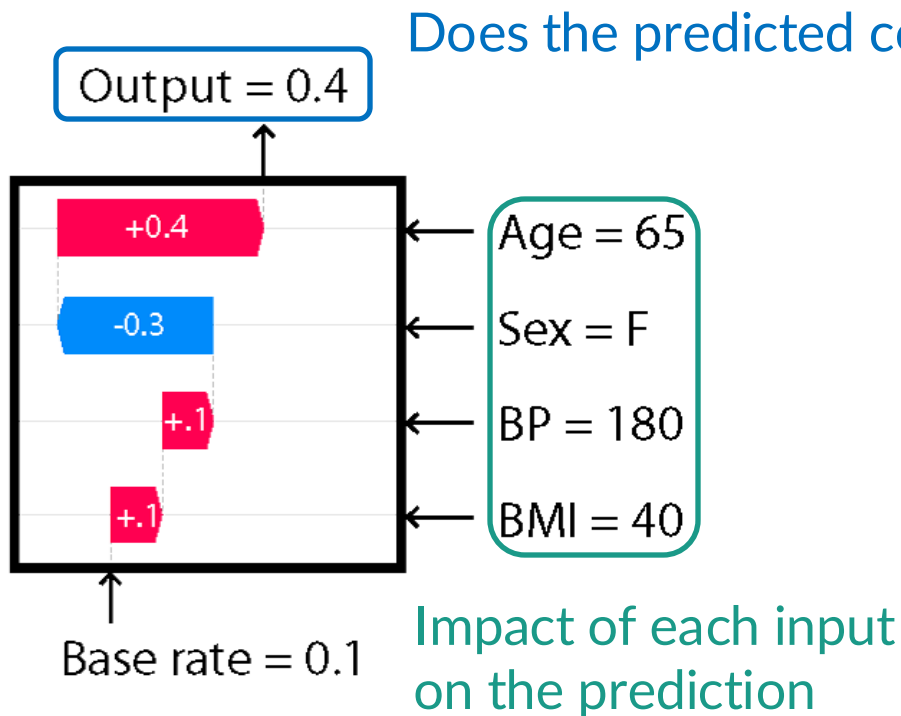 Does the predicted
Output = 0.4
+0.4
Age = 65
-0.3
Sex = F
+.1
BP = 180
+.1
BMI = 40
Base rate = 0.1
Impact of each input
on the prediction